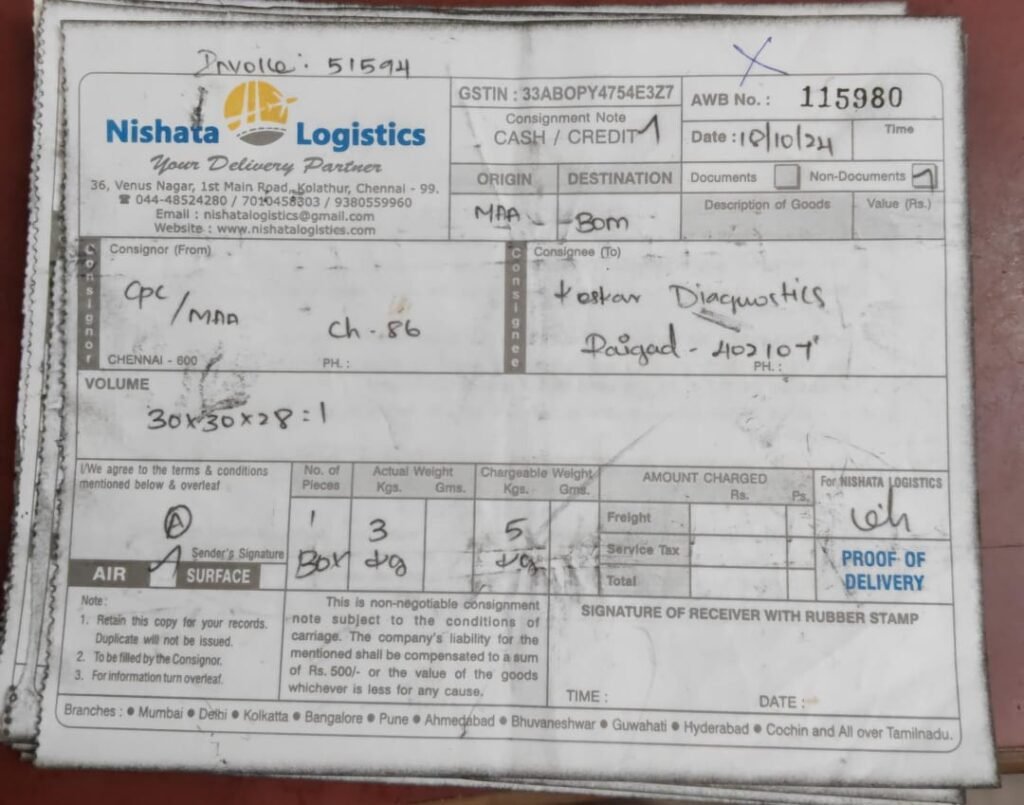 Invoice: 51594
Nishata Logistics
Your Delivery Partner
36, Venus Nagar, 1st Main Road, Kolathur, Chennai - 99.
☎ 044-48524280 / 7010458303 / 9380559960
Email : nishatalogistics@gmail.com
Website : www.nishatalogistics.com
GSTIN : 33ABOPY4754E3Z7
Consignment Note
CASH / CREDIT
AWB No. : 115980
Date : 18/10/24
Time
ORIGIN DESTINATION
MAA BOM
Documents Non-Documents
Description of Goods Value (Rs.)
Consignor
Consignor (From)
CPC / MAA
Ch - 86
CHENNAI - 600 PH. :
Consignee
Consignee (To)
Diagnostics
Raigad - 402107
PH. :
VOLUME
30x30x28=1
I/We agree to the terms & conditions
mentioned below & overleaf
A
Sender's Signature
AIR SURFACE
No. of
Pieces
1
Box
Actual Weight
Kgs. Gms.
3
kg
Chargeable Weight
Kgs. Gms.
5
kg
AMOUNT CHARGED
Rs. Ps.
Freight
Service Tax
Total
For NISHATA LOGISTICS
PROOF OF
DELIVERY
Note :
1. Retain this copy for your records.
Duplicate will not be issued.
2. To be filled by the Consignor.
3. For information turn overleaf.
This is non-negotiable consignment
note subject to the conditions of
carriage. The company's liability for the
mentioned shall be compensated to a sum
of Rs. 500/- or the value of the goods
whichever is less for any cause.
SIGNATURE OF RECEIVER WITH RUBBER STAMP
TIME : DATE :
Branches : ● Mumbai ● Delhi ● Kolkatta ● Bangalore ● Pune ● Ahmedabad ● Bhuvaneshwar ● Guwahati ● Hyderabad ● Cochin and All over Tamilnadu.